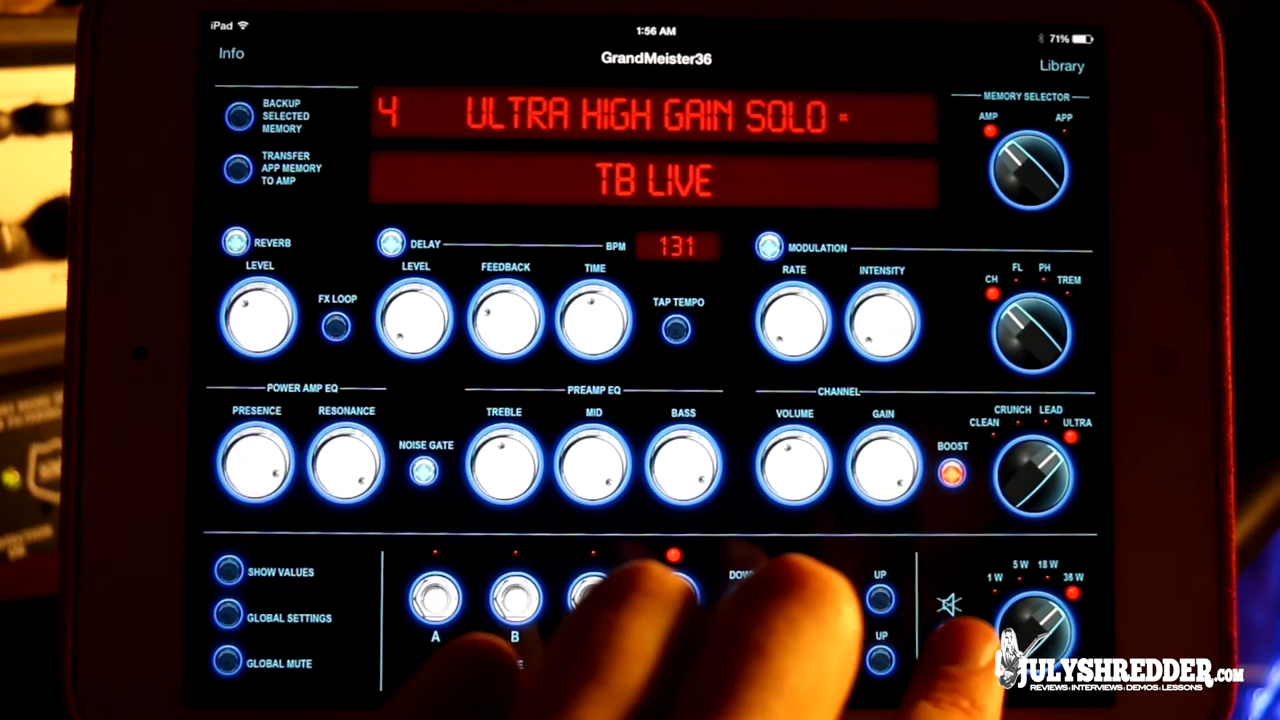 iPad
1:56 AM
71%
Info
GrandMeister36
Library
BACKUP
SELECTED
MEMORY
4 ULTRA HIGH GAIN SOLO
MEMORY SELECTOR
AMP APP
TRANSFER
APP MEMORY
TO AMP
TB LIVE
REVERB
DELAY
BPM
131
MODULATION
LEVEL
LEVEL
FEEDBACK
TIME
RATE
INTENSITY
CH FL PH TREM
FX LOOP
TAP TEMPO
POWER AMP EQ
PREAMP EQ
CHANNEL
PRESENCE
RESONANCE
TREBLE
MID
BASS
VOLUME
GAIN
CLEAN CRUNCH LEAD ULTRA
NOISE GATE
BOOST
SHOW VALUES
GLOBAL SETTINGS
GLOBAL MUTE
A
B
UP
UP
1 W 5 W 18 W 36 W
JULYSHREDDER.COM
REVIEWS:INTERVIEWS:DEMOS:LESSONS